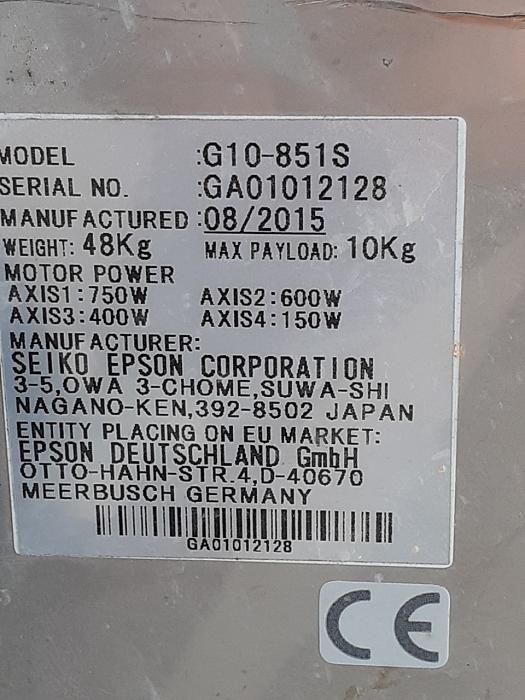 MODEL :G10-851S
SERIAL NO. :GA01012128
MANUFACTURED :08/2015
WEIGHT: 48Kg MAX PAYLOAD: 10Kg
MOTOR POWER
AXIS1:750W AXIS2:600W
AXIS3:400W AXIS4:150W
MANUFACTURER:
SEIKO EPSON CORPORATION
3-5,OWA 3-CHOME,SUWA-SHI
NAGANO-KEN,392-8502 JAPAN
ENTITY PLACING ON EU MARKET:
EPSON DEUTSCHLAND GmbH
OTTO-HAHN-STR.4,D-40670
MEERBUSCH GERMANY
GA01012128
CE